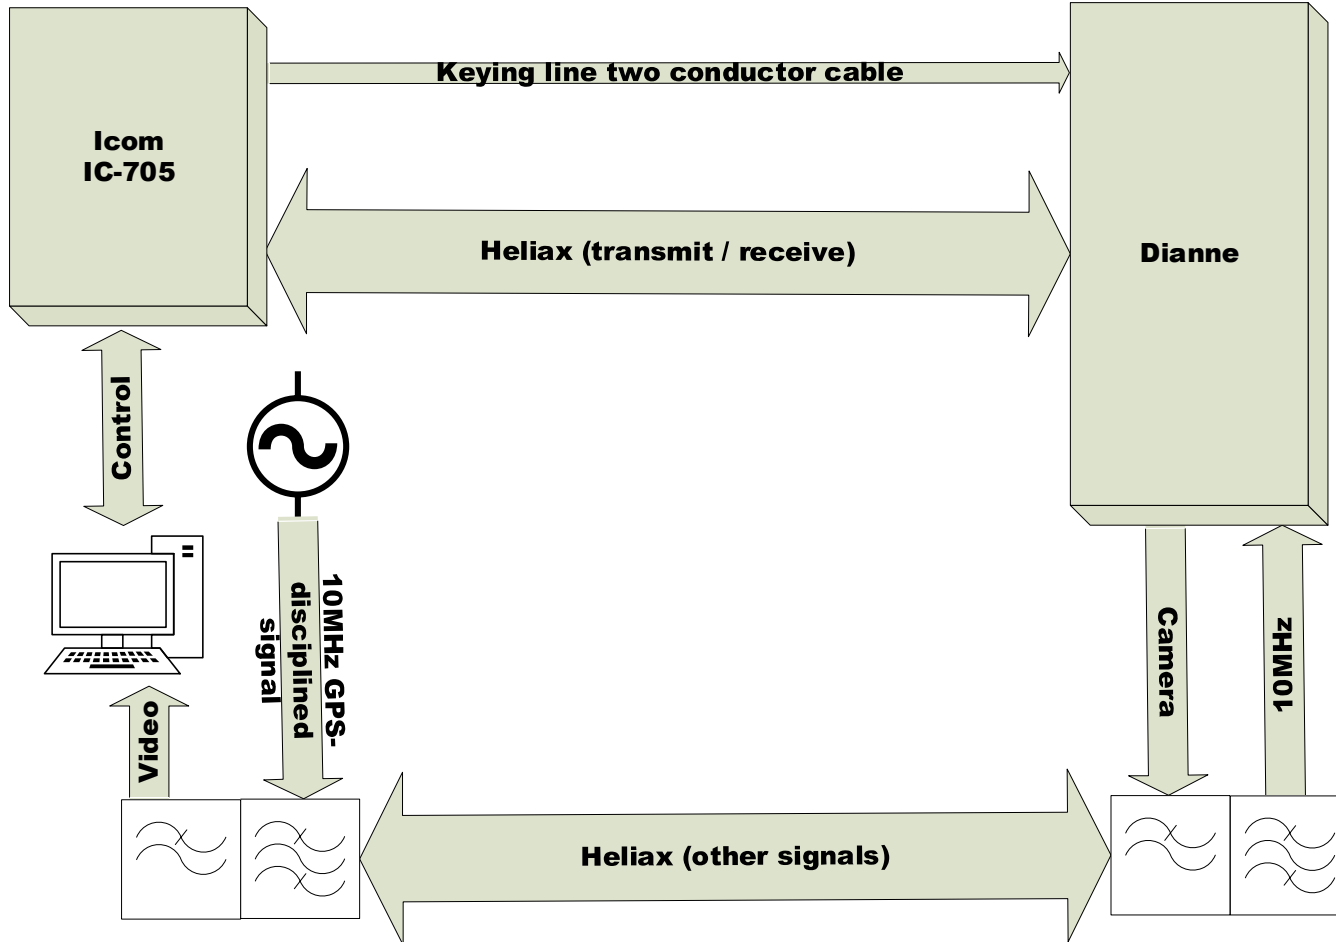 Keying line two conductor cable
Icom
IC-705
Heliax (transmit / receive)
Dianne
Control
10MHz GPS-
disciplined
signal
Camera
10MHz
Video
Heliax (other signals)